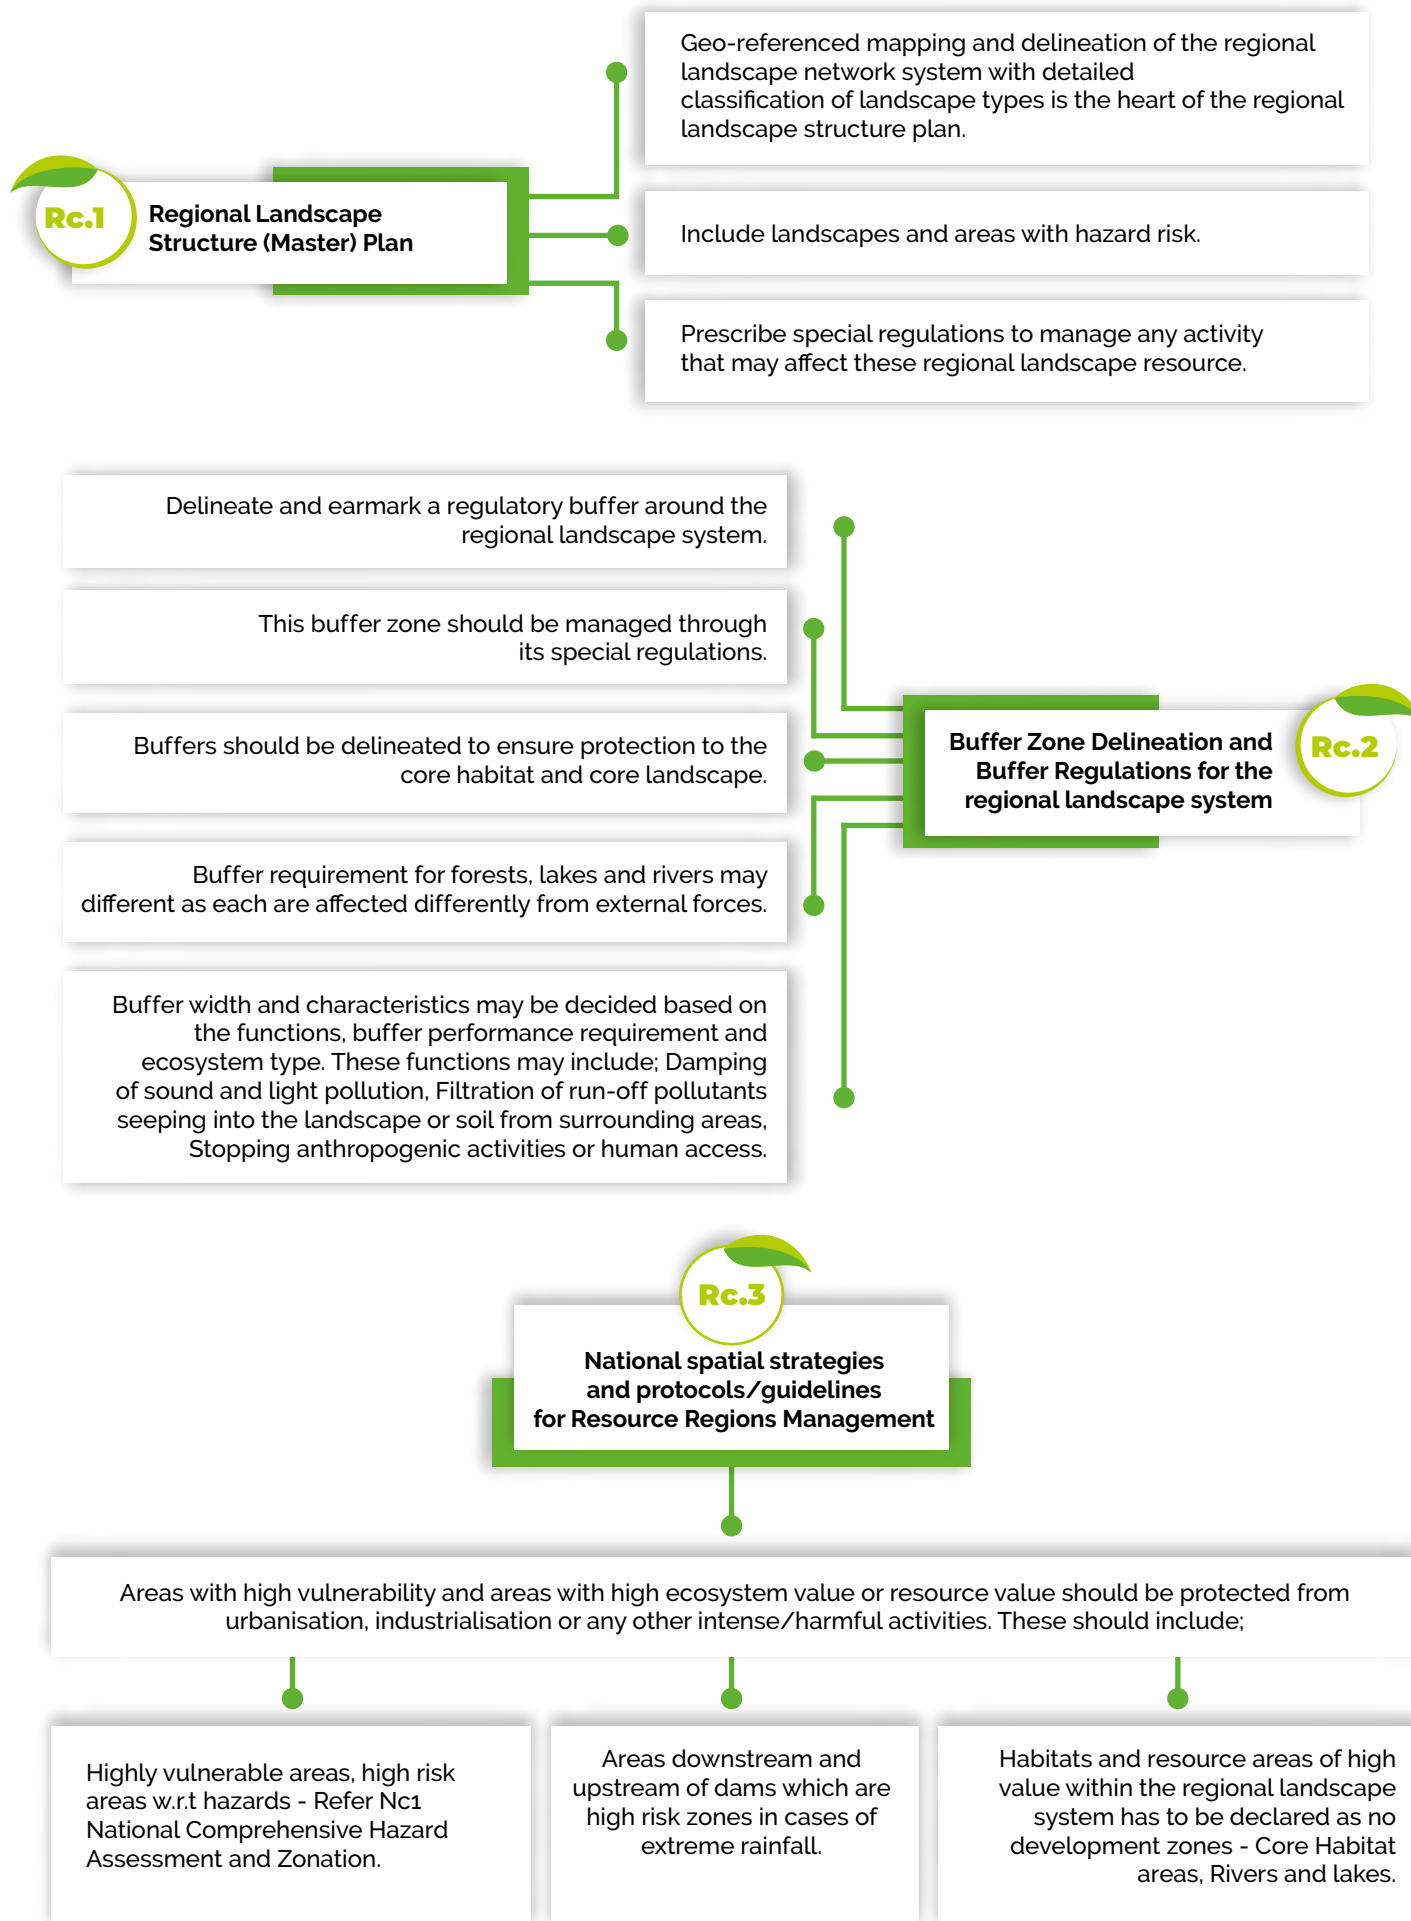 Geo-referenced mapping and delineation of the regional
landscape network system with detailed
classification of landscape types is the heart of the regional
landscape structure plan.
Rc.1
Regional Landscape
Structure (Master) Plan
Include landscapes and areas with hazard risk.
Prescribe special regulations to manage any activity
that may affect these regional landscape resource.
Delineate and earmark a regulatory buffer around the
regional landscape system.
This buffer zone should be managed through
its special regulations.
Buffers should be delineated to ensure protection to the
core habitat and core landscape.
Buffer requirement for forests, lakes and rivers may
different as each are affected differently from external forces.
Buffer width and characteristics may be decided based on
the functions, buffer performance requirement and
ecosystem type. These functions may include; Damping
of sound and light pollution, Filtration of run-off pollutants
seeping into the landscape or soil from surrounding areas,
Stopping anthropogenic activities or human access.
Buffer Zone Delineation and
Buffer Regulations for the
regional landscape system
Rc.2
Rc.3
National spatial strategies
and protocols/guidelines
for Resource Regions Management
Areas with high vulnerability and areas with high ecosystem value or resource value should be protected from
urbanisation, industrialisation or any other intense/harmful activities. These should include;
Highly vulnerable areas, high risk
areas w.r.t hazards - Refer Nc1
National Comprehensive Hazard
Assessment and Zonation.
Areas downstream and
upstream of dams which are
high risk zones in cases of
extreme rainfall.
Habitats and resource areas of high
value within the regional landscape
system has to be declared as no
development zones - Core Habitat
areas, Rivers and lakes.